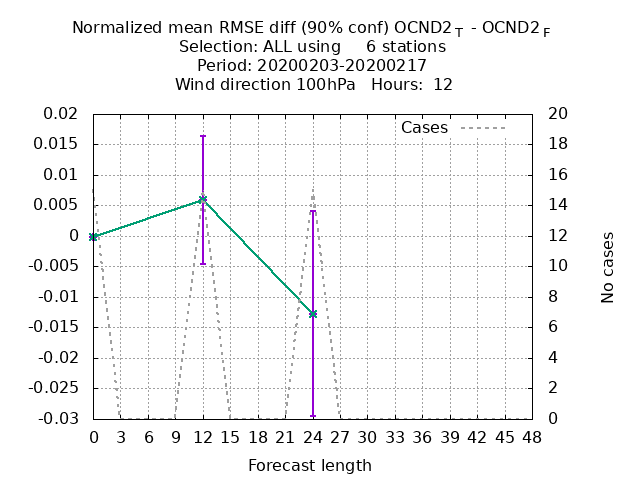 Normalized mean RMSE diff (90% conf) OCND2 T - OCND2 F
Selection: ALL using     6 stations
Period: 20200203-20200217
Wind direction 100hPa   Hours:  12
Cases
0.02
0.015
0.01
0.005
0
-0.005
-0.01
-0.015
-0.02
-0.025
-0.03
20
18
16
14
12
10
8
6
4
2
0
No cases
0 3 6 9 12 15 18 21 24 27 30 33 36 39 42 45 48
Forecast length